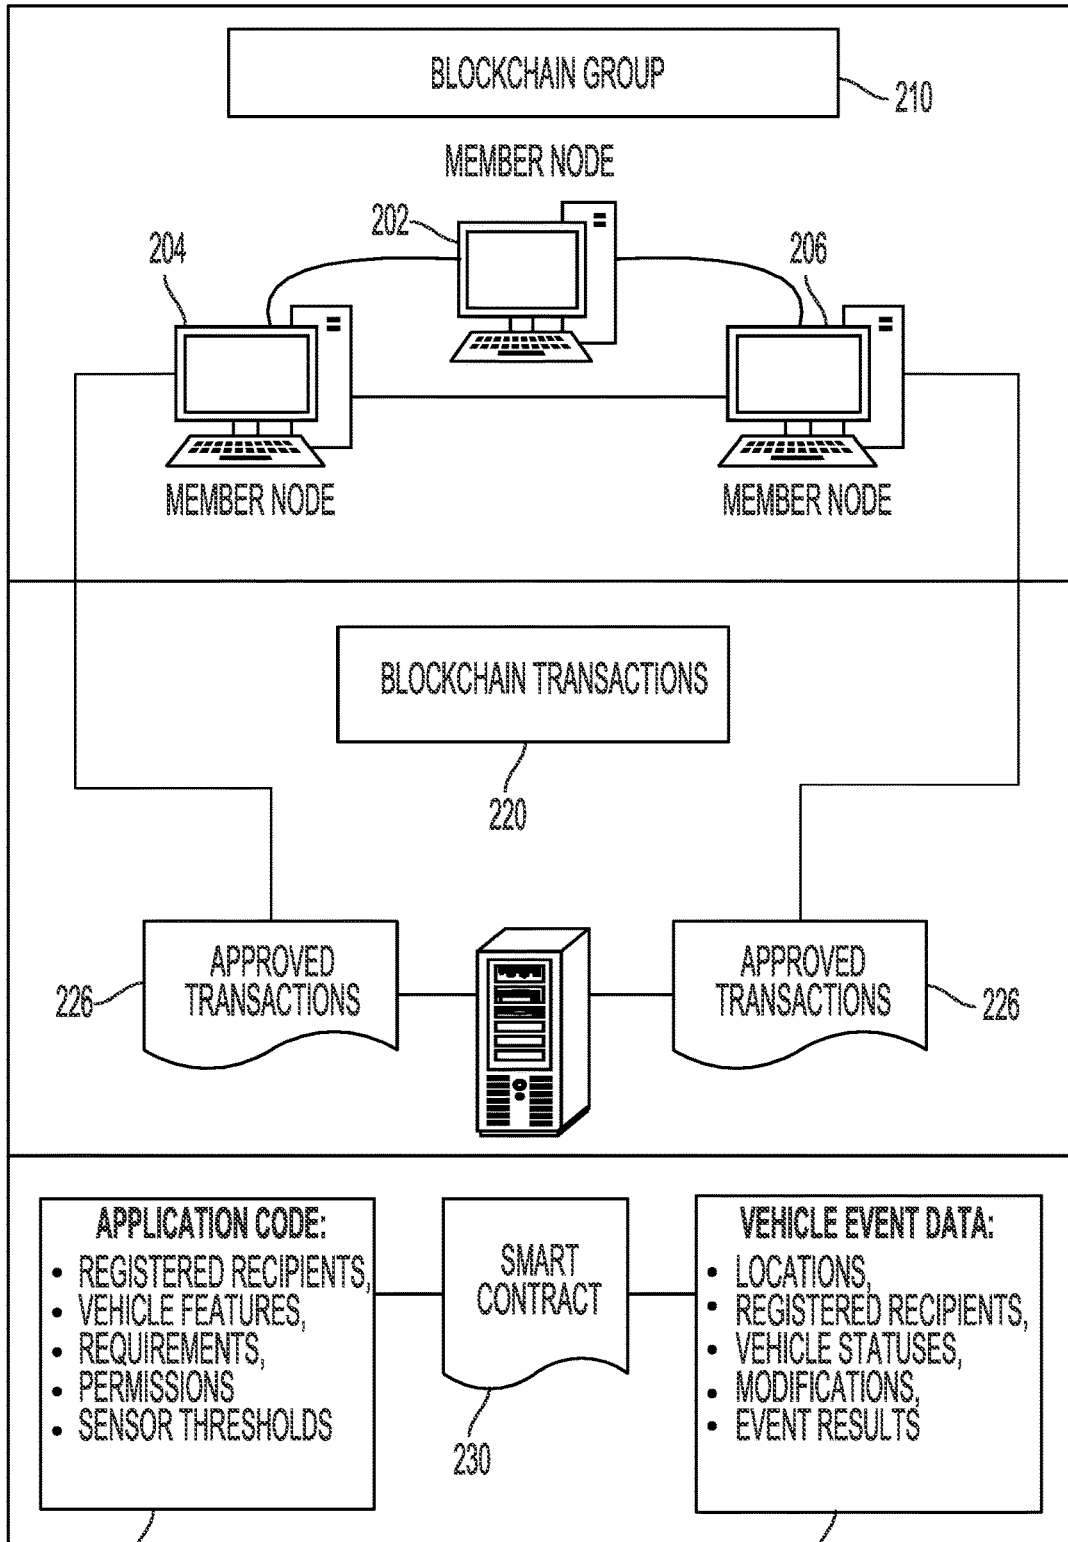 BLOCKCHAIN GROUP
210
MEMBER NODE
202
204
206
MEMBER NODE
MEMBER NODE
BLOCKCHAIN TRANSACTIONS
220
APPROVED
TRANSACTIONS
226
APPROVED
TRANSACTIONS
226
APPLICATION CODE:
• REGISTERED RECIPIENTS,
• VEHICLE FEATURES,
• REQUIREMENTS,
• PERMISSIONS
• SENSOR THRESHOLDS
SMART
CONTRACT
230
VEHICLE EVENT DATA:
• LOCATIONS,
• REGISTERED RECIPIENTS,
• VEHICLE STATUSES,
• MODIFICATIONS,
• EVENT RESULTS